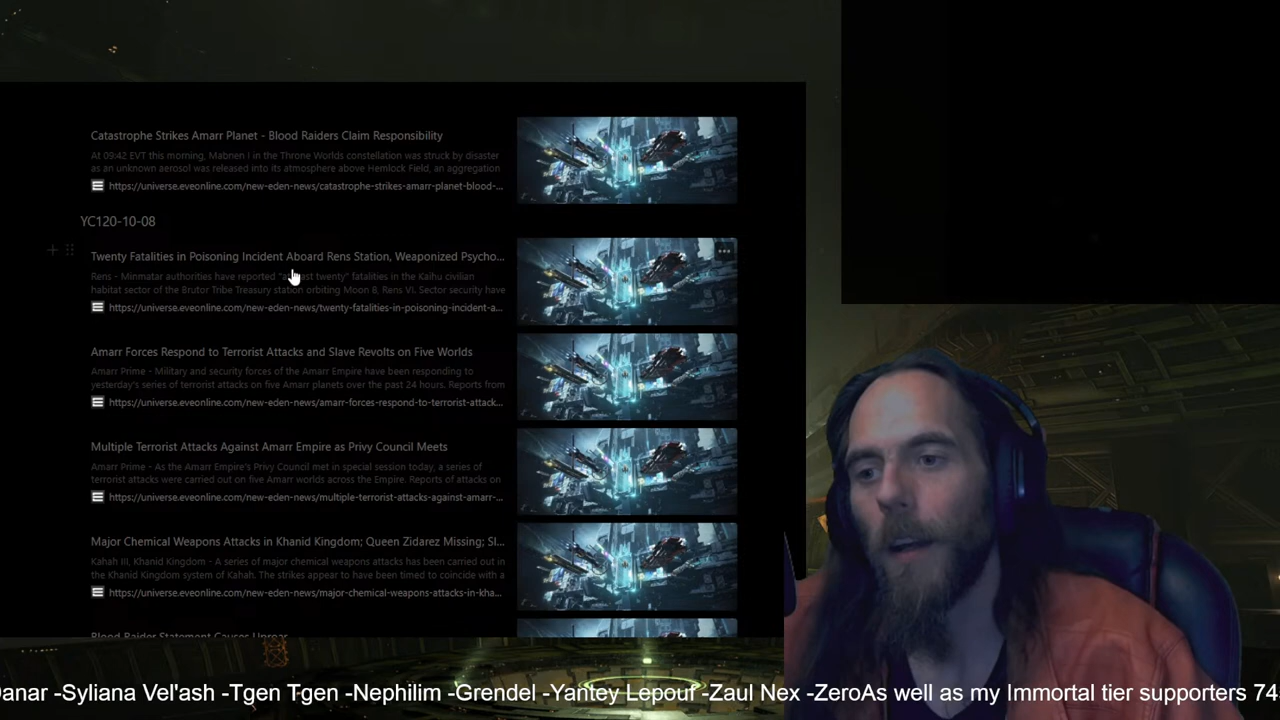 Catastrophe Strikes Amarr Planet - Blood Raiders Claim Responsibility
At 09:42 EVT this morning, Mabnen I in the Throne Worlds constellation was struck by disaster
as an unknown aerosol was released into its atmosphere above Hemlock Field, an aggregation
https://universe.eveonline.com/new-eden-news/catastrophe-strikes-amarr-planet-blood-...
YC120-10-08
Twenty Fatalities in Poisoning Incident Aboard Rens Station, Weaponized Psycho...
Rens - Minmatar authorities have reported "at least twenty" fatalities in the Kaihu civilian
habitat sector of the Brutor Tribe Treasury station orbiting Moon 8, Rens VI. Sector security have
https://universe.eveonline.com/new-eden-news/twenty-fatalities-in-poisoning-incident-a...
Amarr Forces Respond to Terrorist Attacks and Slave Revolts on Five Worlds
Amarr Prime - Military and security forces of the Amarr Empire have been responding to
yesterday's series of terrorist attacks on five Amarr planets over the past 24 hours. Reports from
https://universe.eveonline.com/new-eden-news/amarr-forces-respond-to-terrorist-attack...
Multiple Terrorist Attacks Against Amarr Empire as Privy Council Meets
Amarr Prime - As the Amarr Empire's Privy Council met in special session today, a series of
terrorist attacks were carried out on five Amarr worlds across the Empire. Reports of attacks on
https://universe.eveonline.com/new-eden-news/multiple-terrorist-attacks-against-amarr-...
Major Chemical Weapons Attacks in Khanid Kingdom; Queen Zidarez Missing; Sl...
Kahah III, Khanid Kingdom - A series of major chemical weapons attacks has been carried out in
the Khanid Kingdom system of Kahah. The strikes appear to have been timed to coincide with a
https://universe.eveonline.com/new-eden-news/major-chemical-weapons-attacks-in-kha...
Blood Raider Statement Causes Uproar
anar -Syliana Vel'ash -Tgen Tgen -Nephilim -Grendel -Yantey Lepouf -Zaul Nex -ZeroAs well as my Immortal tier supporters 74